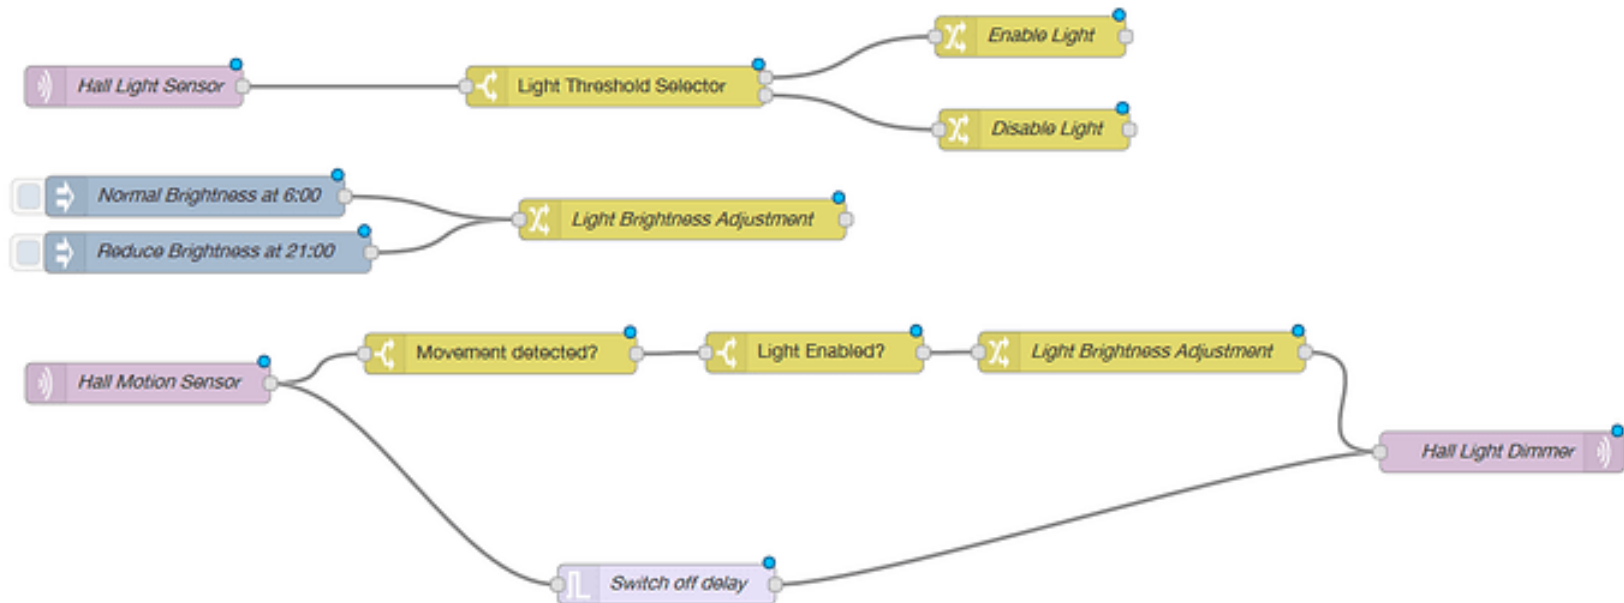 Enable Light
Hall Light Sensor
Light Threshold Selector
Disable Light
Normal Brightness at 6:00
Light Brightness Adjustment
Reduce Brightness at 21:00
Movement detected?
Light Enabled?
Light Brightness Adjustment
Hall Motion Sensor
Hall Light Dimmer
Switch off delay